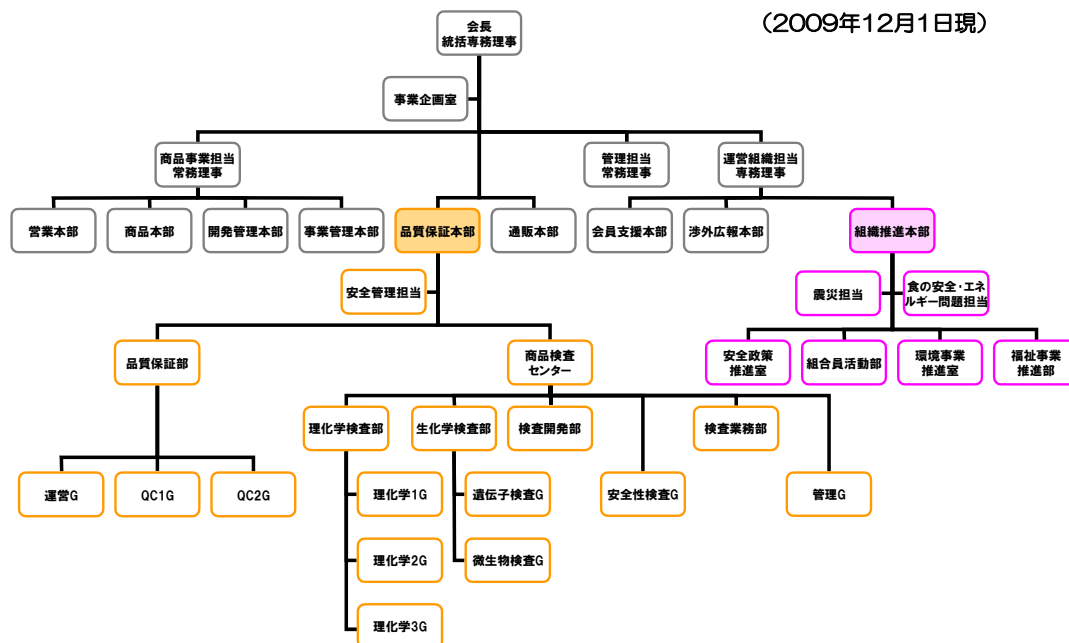 （2009年12月1日現）
会長
統括専務理事
事業企画室
商品事業担当
常務理事
管理担当
常務理事
運営組織担当
専務理事
営業本部
商品本部
開発管理本部
事業管理本部
品質保証本部
通販本部
会員支援本部
渉外広報本部
組織推進本部
安全管理担当
震災担当
食の安全・エネ
ルギー問題担当
品質保証部
商品検査
センター
安全政策
推進室
組合員活動部
環境事業
推進室
福祉事業
推進部
理化学検査部
生化学検査部
検査開発部
検査業務部
運営G
QC1G
QC2G
理化学1G
遺伝子検査G
安全性検査G
管理G
理化学2G
微生物検査G
理化学3G